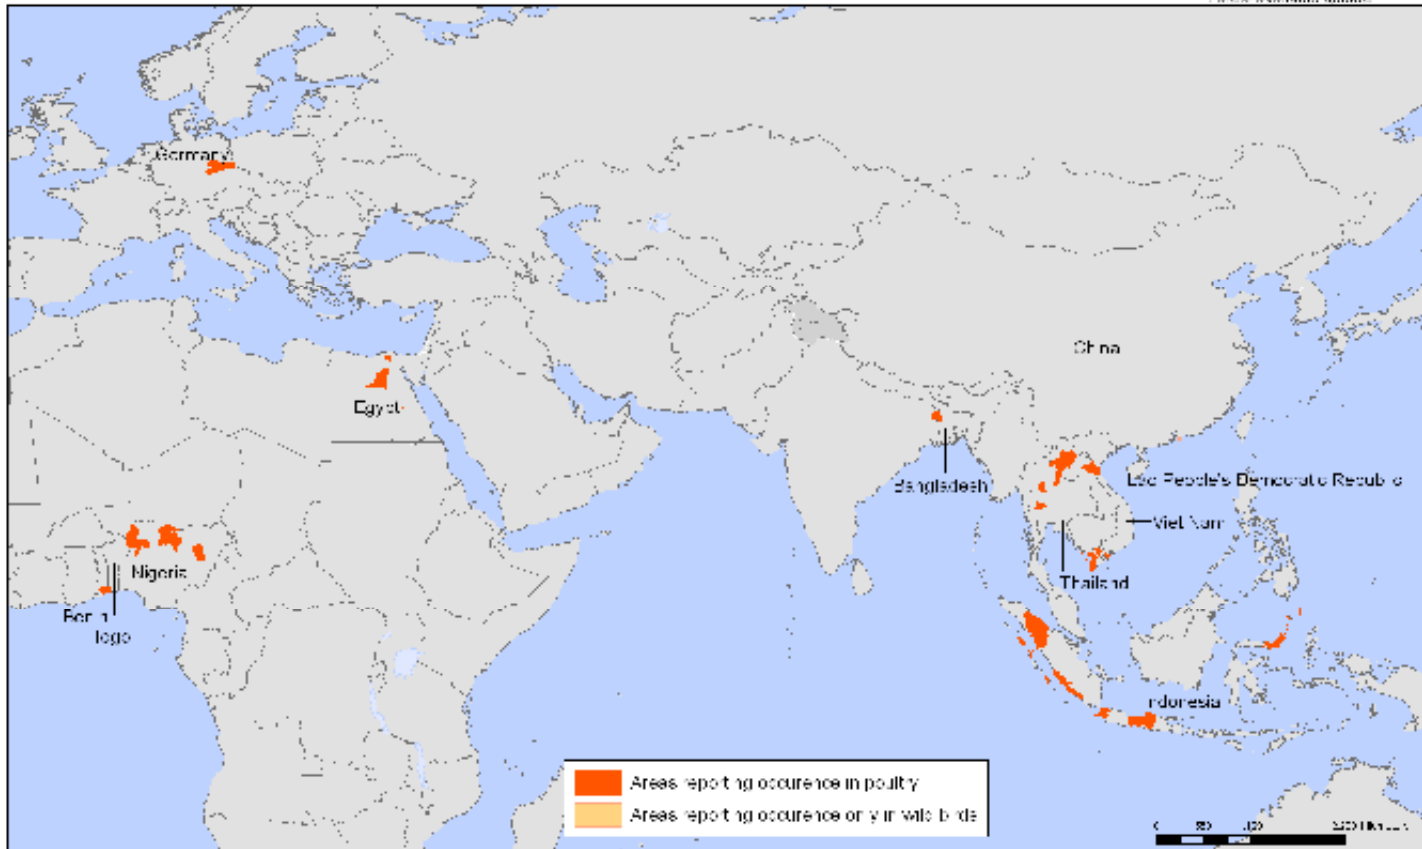 Germany
China
Egypt
Bangladesh
Lao People's Democratic Republic
Viet Nam
Thailand
Nigeria
Benin
Togo
Indonesia
Areas reporting occurence in poultry
Areas reporting occurence only in wild birds
0